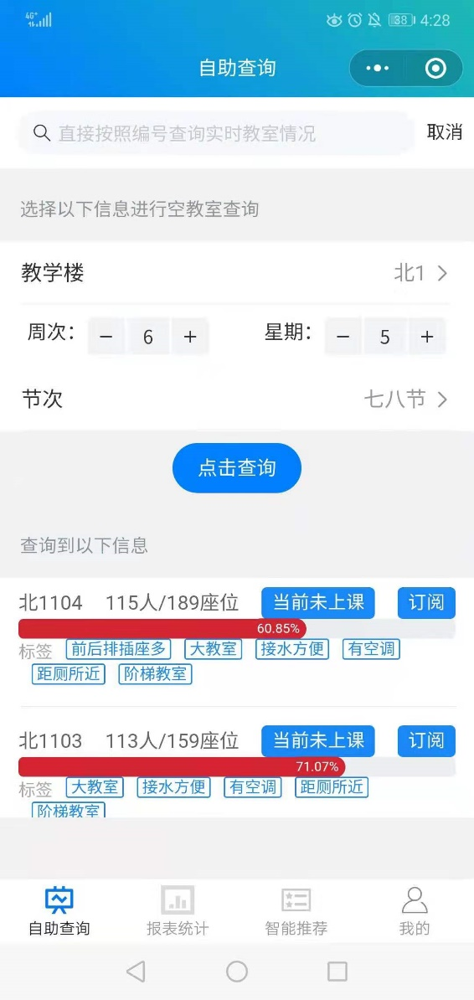 4G 38 4:28
自助查询
直接按照编号查询实时教室情况 取消
选择以下信息进行空教室查询
教学楼 北1
周次： － 6 + 星期： － 5 +
节次 七八节
点击查询
查询到以下信息
北1104 115人/189座位 当前未上课 订阅
60.85%
标签 前后排插座多 大教室 接水方便 有空调
距厕所近 阶梯教室
北1103 113人/159座位 当前未上课 订阅
71.07%
标签 大教室 接水方便 有空调 距厕所近
阶梯教室
自助查询 报表统计 智能推荐 我的